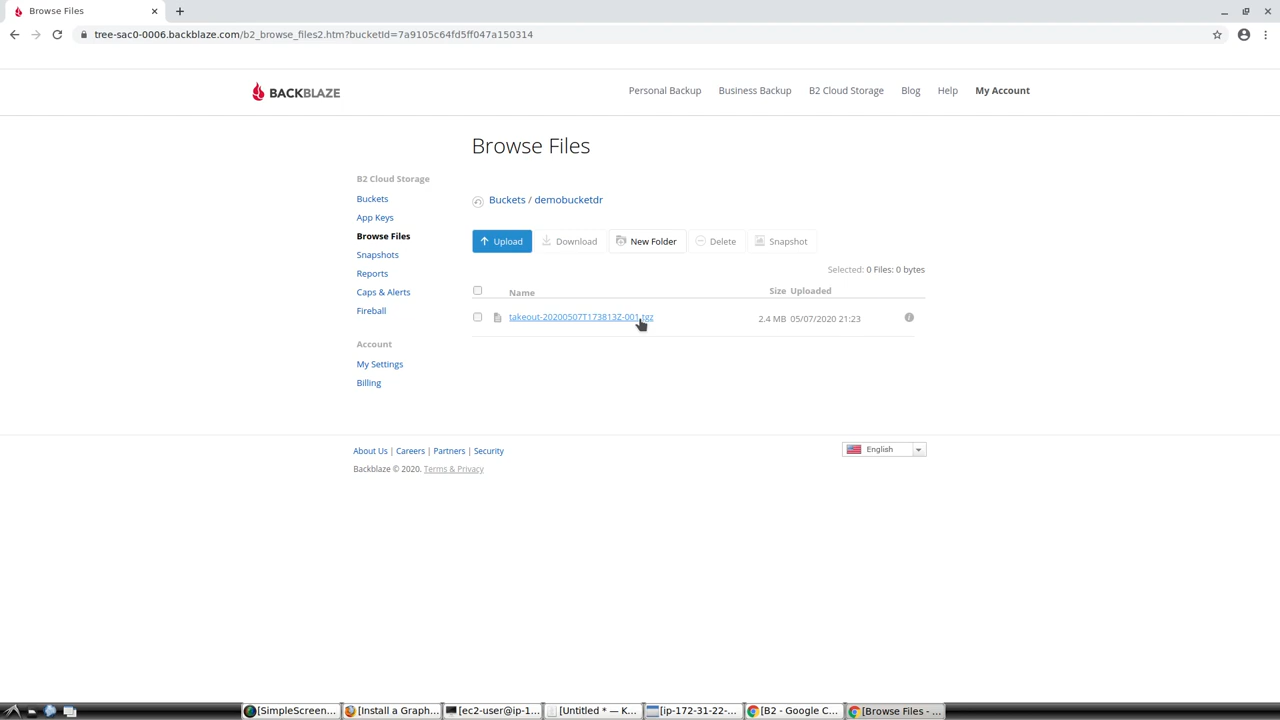 Browse Files
tree-sac0-0006.backblaze.com/b2_browse_files2.htm?bucketId=7a9105c64fd5ff047a150314
BACKBLAZE
Personal Backup
Business Backup
B2 Cloud Storage
Blog
Help
My Account
Browse Files
B2 Cloud Storage
Buckets
App Keys
Browse Files
Snapshots
Reports
Caps & Alerts
Fireball
Account
My Settings
Billing
Buckets / demobucketdr
Upload
Download
New Folder
Delete
Snapshot
Selected: 0 Files: 0 bytes
Name
Size
Uploaded
takeout-20200507T173813Z-001.tgz
2.4 MB
05/07/2020 21:23
About Us | Careers | Partners | Security
English
Backblaze © 2020. Terms & Privacy
[SimpleScreen...
[Install a Graph...
[ec2-user@ip-1...
[Untitled * — K...
[ip-172-31-22-...
[B2 - Google C...
[Browse Files - ...